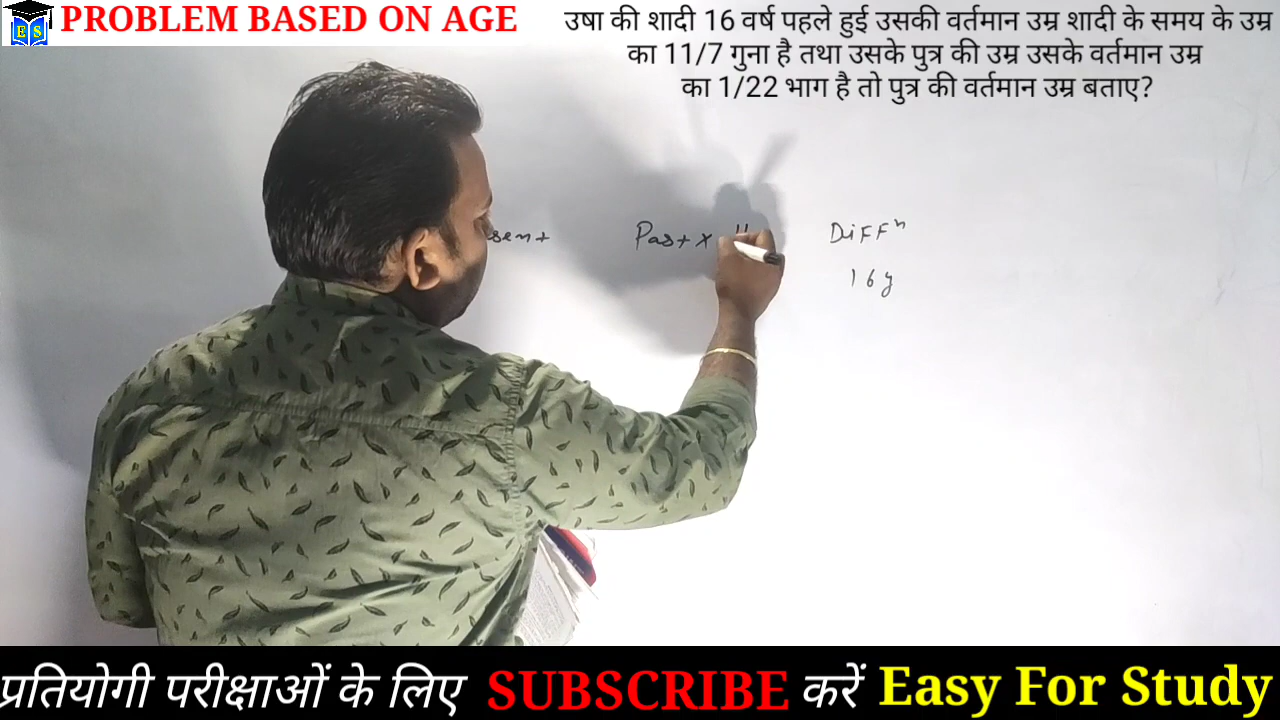 PROBLEM BASED ON AGE
E S
उषा की शादी 16 वर्ष पहले हुई उसकी वर्तमान उम्र शादी के समय के उम्र
का 11/7 गुना है तथा उसके पुत्र की उम्र उसके वर्तमान उम्र
का 1/22 भाग है तो पुत्र की वर्तमान उम्र बताए?
Past x
DiFFn
16y
प्रतियोगी परीक्षाओं के लिए SUBSCRIBE करें Easy For Study